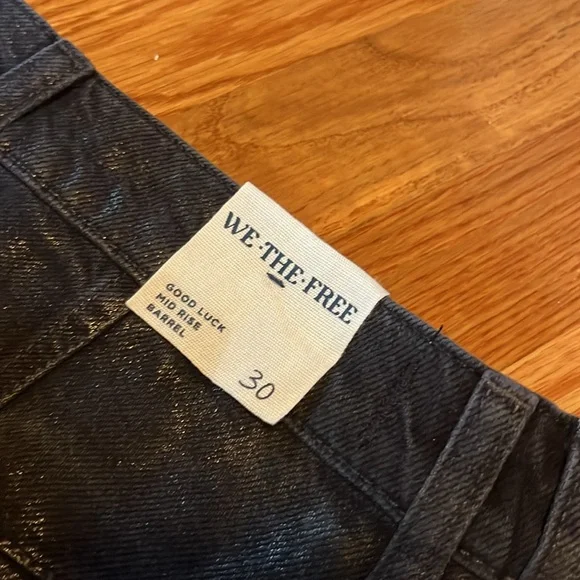 WE·THE·FREE
GOOD LUCK
MID RISE
BARREL
30